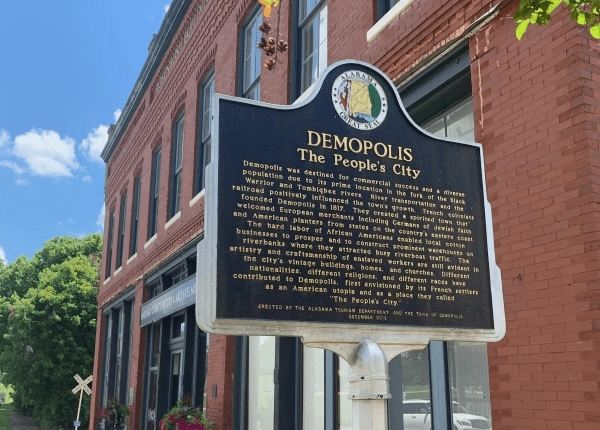 ALABAMA
GREAT SEAL
DEMOPOLIS
The People's City
Demopolis was destined for commercial success and a diverse
population due to its prime location in the fork of the Black
Warrior and Tombigbee rivers. River transportation and the
railroad positively influenced the town's growth. French colonists
founded Demopolis in 1817. They created a spirited town that
welcomed European merchants including Germans of Jewish faith
and American planters from states on the country's eastern coast.
The hard labor of African Americans enabled local cotton
businesses to prosper and to construct prominent warehouses on
riverbanks where they attracted busy riverboat traffic. The
artistry and craftsmanship of enslaved workers are still evident in
the city's vintage buildings, homes, and churches. Different
nationalities, different religions, and different races have
contributed to Demopolis, first envisioned by its French settlers
as an American utopia and as a place they called
"The People's City."
ERECTED BY THE ALABAMA TOURISM DEPARTMENT AND THE TOWN OF DEMOPOLIS
DECEMBER 2010